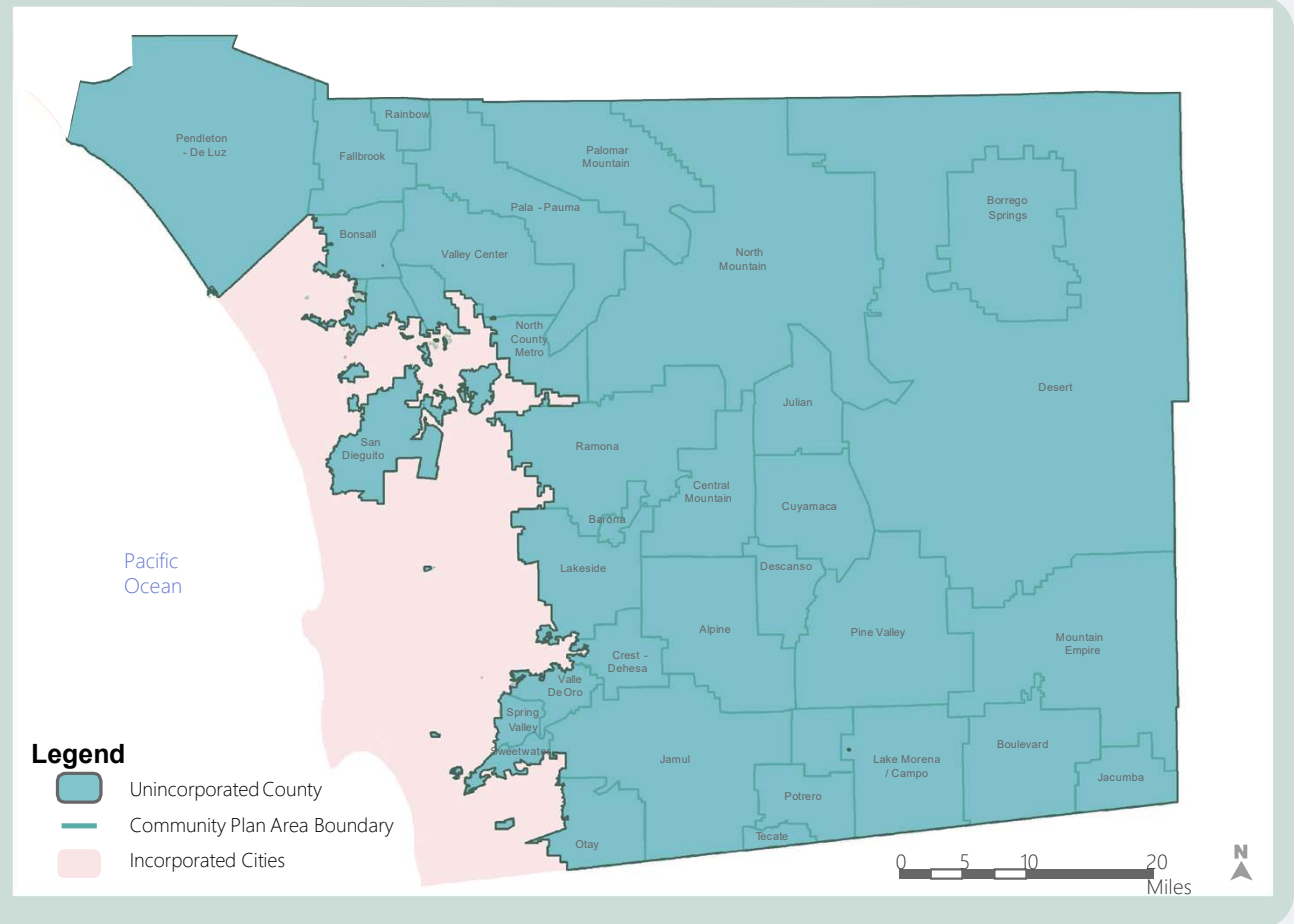 Rainbow
Pendleton
- De Luz
Fallbrook
Palomar
Mountain
Pala - Pauma
Borrego
Springs
Bonsall
Valley Center
North
Mountain
North
County
Metro
Desert
Julian
San
Dieguito
Ramona
Central
Mountain
Cuyamaca
Barona
Pacific
Ocean
Lakeside
Descanso
Alpine
Pine Valley
Mountain
Empire
Crest -
Dehesa
Valle
De Oro
Spring
Valley
Sweetwater
Jamul
Lake Morena
/ Campo
Boulevard
Jacumba
Potrero
Tecate
Otay
Legend
Unincorporated County
Community Plan Area Boundary
Incorporated Cities
0 5 10 20
Miles
N